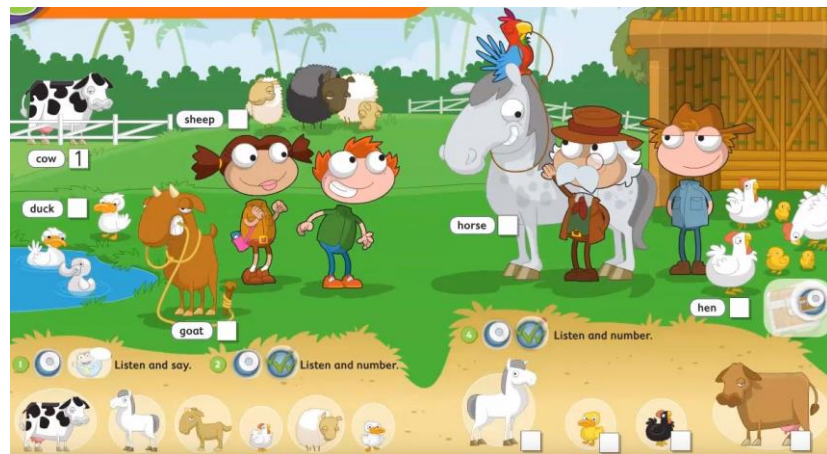 sheep
cow 1
duck
horse
hen
goat
4 Listen and number.
1 Listen and say. 2 Listen and number.